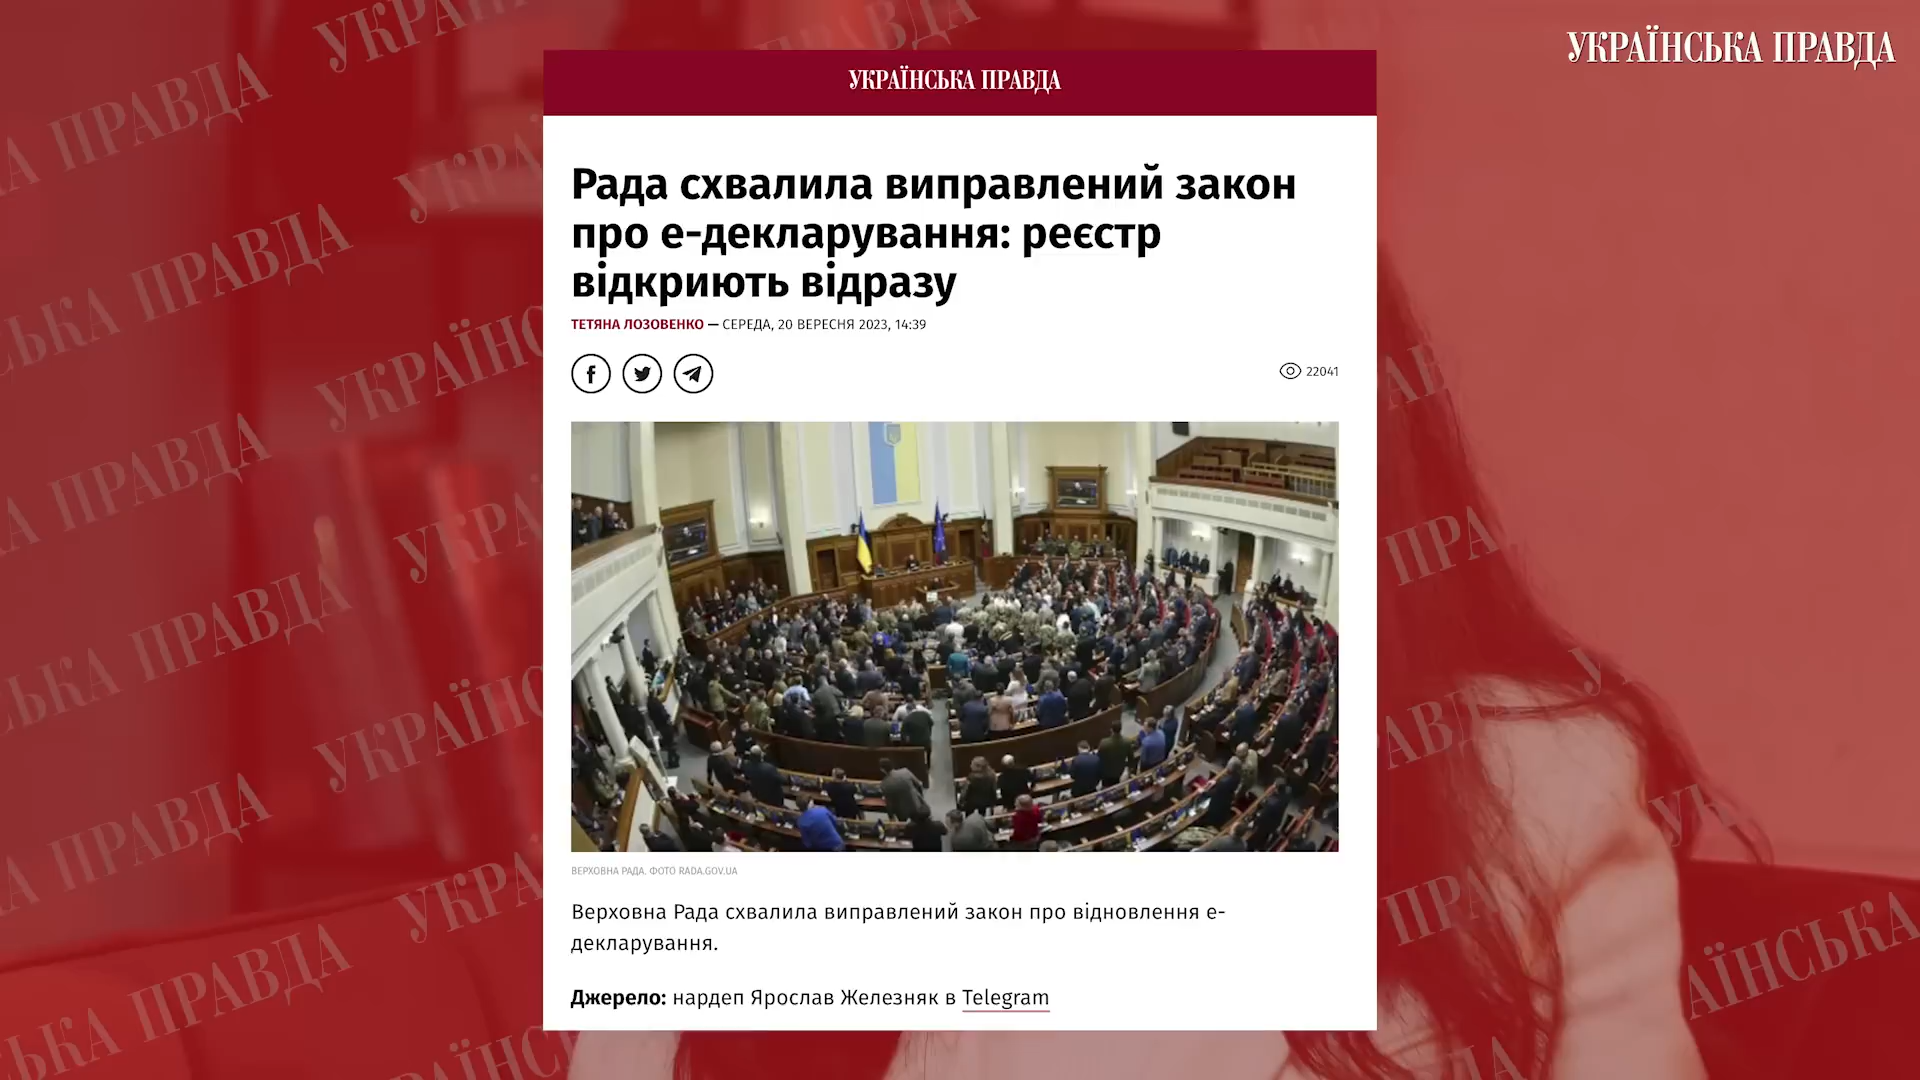 УКРАЇНСЬКА ПРАВДА
УКРАЇНСЬКА ПРАВДА
Рада схвалила виправлений закон
про е-декларування: реєстр
відкриють відразу
ТЕТЯНА ЛОЗОВЕНКО — СЕРЕДА, 20 ВЕРЕСНЯ 2023, 14:39
22041
ВЕРХОВНА РАДА. ФОТО RADA.GOV.UA
Верховна Рада схвалила виправлений закон про відновлення е-
декларування.
Джерело: нардеп Ярослав Железняк в Telegram